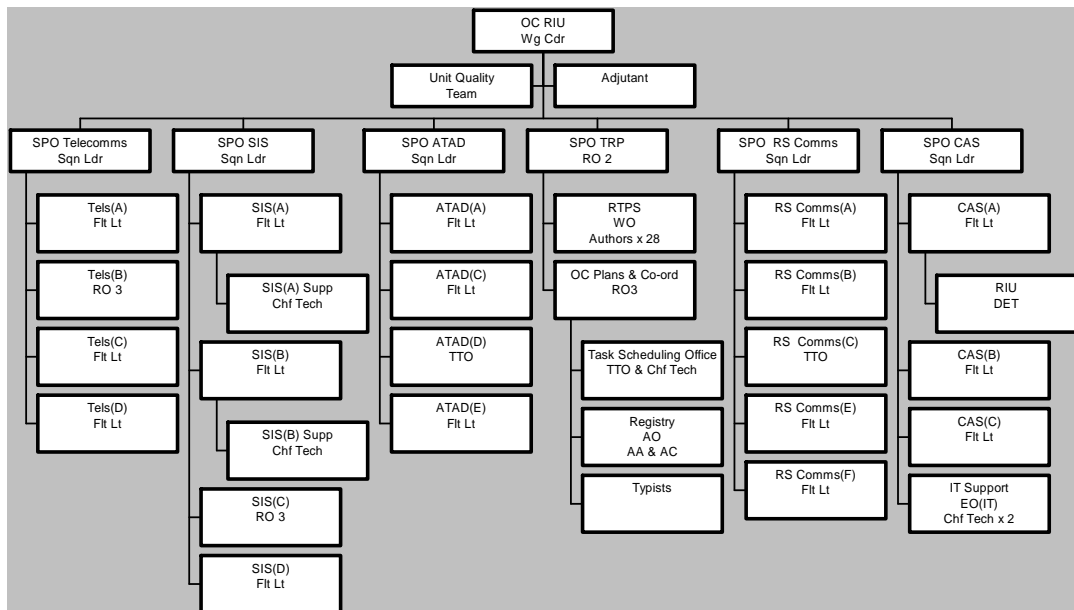 OC RIU
Wg Cdr
Unit Quality
Team
Adjutant
SPO Telecomms
Sqn Ldr
SPO SIS
Sqn Ldr
SPO ATAD
Sqn Ldr
SPO TRP
RO 2
SPO RS Comms
Sqn Ldr
SPO CAS
Sqn Ldr
Tels(A)
Flt Lt
Tels(B)
RO 3
Tels(C)
Flt Lt
Tels(D)
Flt Lt
SIS(A)
Flt Lt
SIS(A) Supp
Chf Tech
SIS(B)
Flt Lt
SIS(B) Supp
Chf Tech
SIS(C)
RO 3
SIS(D)
Flt Lt
ATAD(A)
Flt Lt
ATAD(C)
Flt Lt
ATAD(D)
TTO
ATAD(E)
Flt Lt
RTPS
WO
Authors x 28
OC Plans & Co-ord
RO3
Task Scheduling Office
TTO & Chf Tech
Registry
AO
AA & AC
Typists
RS Comms(A)
Flt Lt
RS Comms(B)
Flt Lt
RS Comms(C)
TTO
RS Comms(E)
Flt Lt
RS Comms(F)
Flt Lt
CAS(A)
Flt Lt
RIU
DET
CAS(B)
Flt Lt
CAS(C)
Flt Lt
IT Support
EO(IT)
Chf Tech x 2